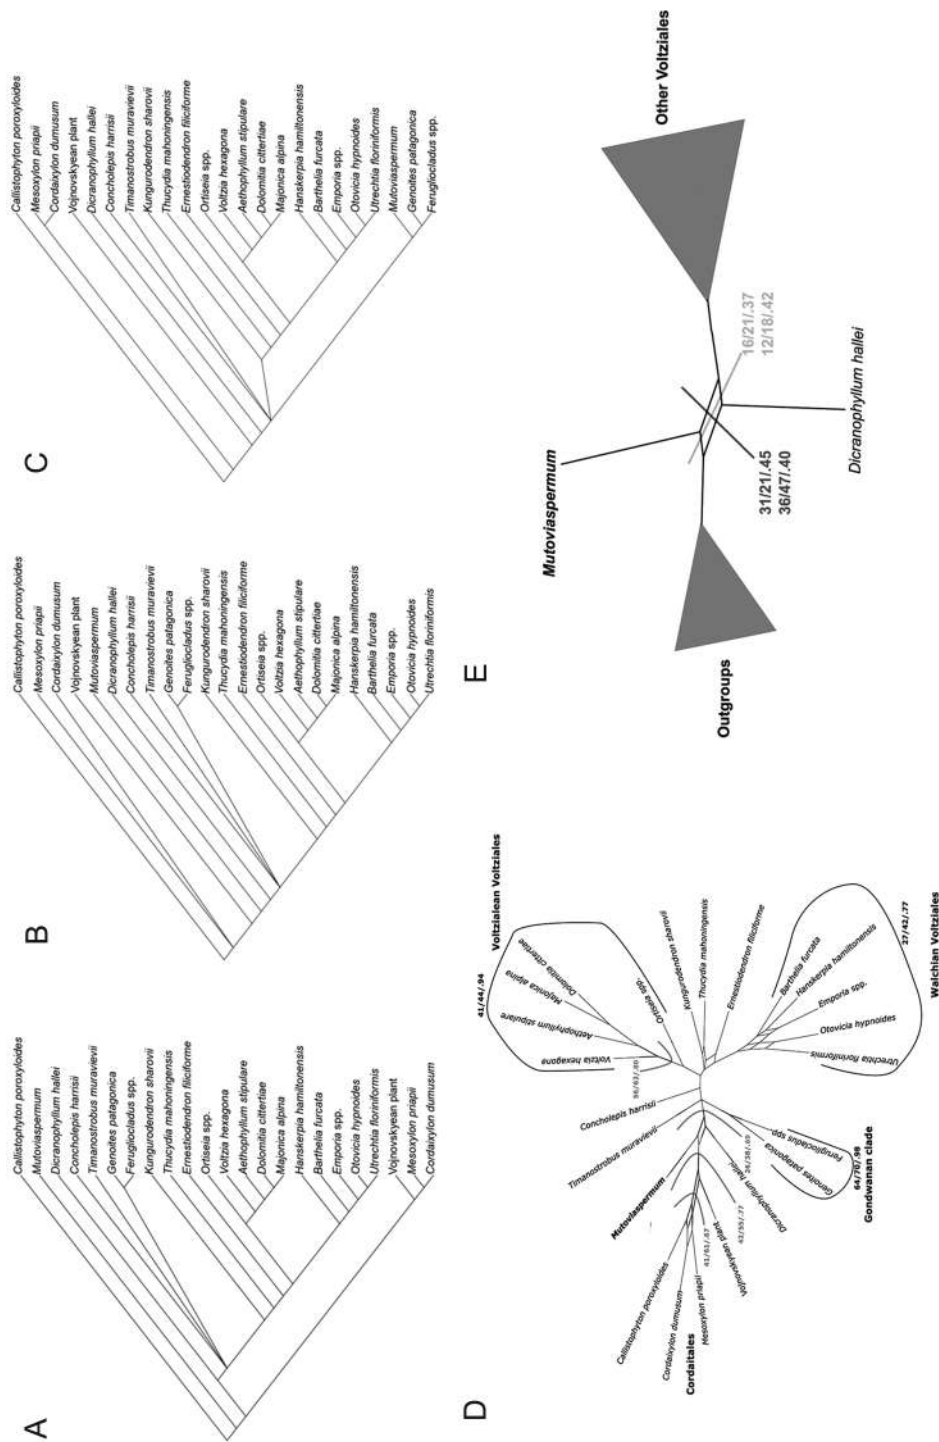 A
Callistophyton poroxyloides
Mutoviaspermum
Dicranophyllum hallei
Concholepis harrisii
Timanostrobus muravievii
Genoites patagonica
Ferugliocladus spp.
Kungurodendron sharovii
Thucydia mahoningensis
Ernestiodendron filiciforme
Ortiseia spp.
Voltzia hexagona
Aethophyllum stipulare
Dolomitia cittertiae
Majonica alpina
Hanskerpia hamiltonensis
Barthelia furcata
Emporia spp.
Otovicia hypnoides
Utrechtia floriniformis
Vojnovskyean plant
Mesoxylon priapii
Cordaixylon dumusum
B
Callistophyton poroxyloides
Mesoxylon priapii
Cordaixylon dumusum
Vojnovskyean plant
Mutoviaspermum
Dicranophyllum hallei
Concholepis harrisii
Timanostrobus muravievii
Genoites patagonica
Ferugliocladus spp.
Kungurodendron sharovii
Thucydia mahoningensis
Ernestiodendron filiciforme
Ortiseia spp.
Voltzia hexagona
Aethophyllum stipulare
Dolomitia cittertiae
Majonica alpina
Hanskerpia hamiltonensis
Barthelia furcata
Emporia spp.
Otovicia hypnoides
Utrechtia floriniformis
C
Callistophyton poroxyloides
Mesoxylon priapii
Cordaixylon dumusum
Vojnovskyean plant
Dicranophyllum hallei
Concholepis harrisii
Timanostrobus muravievii
Kungurodendron sharovii
Thucydia mahoningensis
Ernestiodendron filiciforme
Ortiseia spp.
Voltzia hexagona
Aethophyllum stipulare
Dolomitia cittertiae
Majonica alpina
Hanskerpia hamiltonensis
Barthelia furcata
Emporia spp.
Otovicia hypnoides
Utrechtia floriniformis
Mutoviaspermum
Genoites patagonica
Ferugliocladus spp.
D
41/44/.94
Voltzialean Voltziales
Dolomitia cittertiae
Majonica alpina
Aethophyllum stipulare
Voltzia hexagona
Ortiseia spp.
56/63/.80
Kungurodendron sharovii
Thucydia mahoningensis
Ernestiodendron filiciforme
Barthelia furcata
Hanskerpia hamiltonensis
Emporia spp.
Otovicia hypnoides
Utrechtia floriniformis
27/42/.77
Walchian Voltziales
Concholepis harrisii
Timanostrobus muravievii
Mutoviaspermum
Callistophyton poroxyloides
Cordaixylon dumusum
Cordaitales
Mesoxylon priapii
41/61/.87
Vojnovskyean plant
42/55/.77
Dicranophyllum hallei
Genoites patagonica
Ferugliocladus spp
64/70/.98
Gondwanan clade
E
Mutoviaspermum
Other Voltziales
Outgroups
31/21/.45
36/47/.40
16/21/.37
12/18/.42
Dicranophyllum hallei